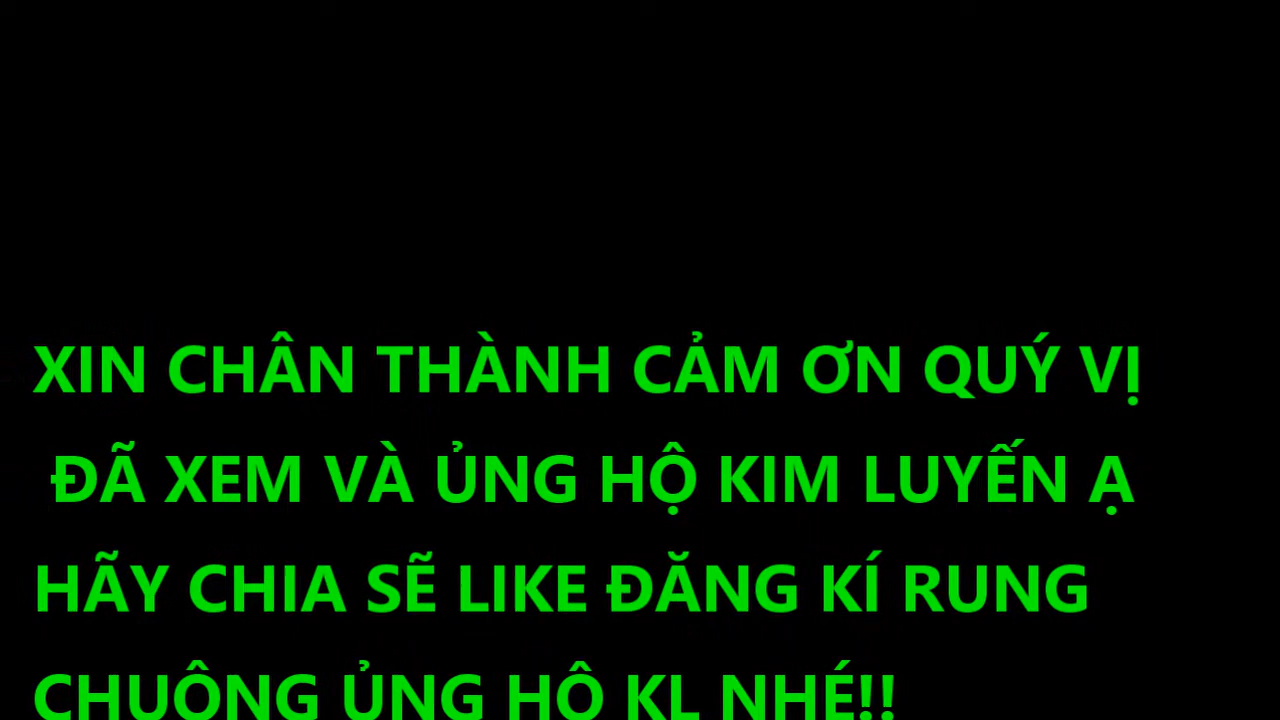 XIN CHÂN THÀNH CẢM ƠN QUÝ VỊ
ĐÃ XEM VÀ ỦNG HỘ KIM LUYẾN Ạ
HÃY CHIA SẼ LIKE ĐĂNG KÍ RUNG
CHUÔNG ỦNG HÔ KL NHÉ!!